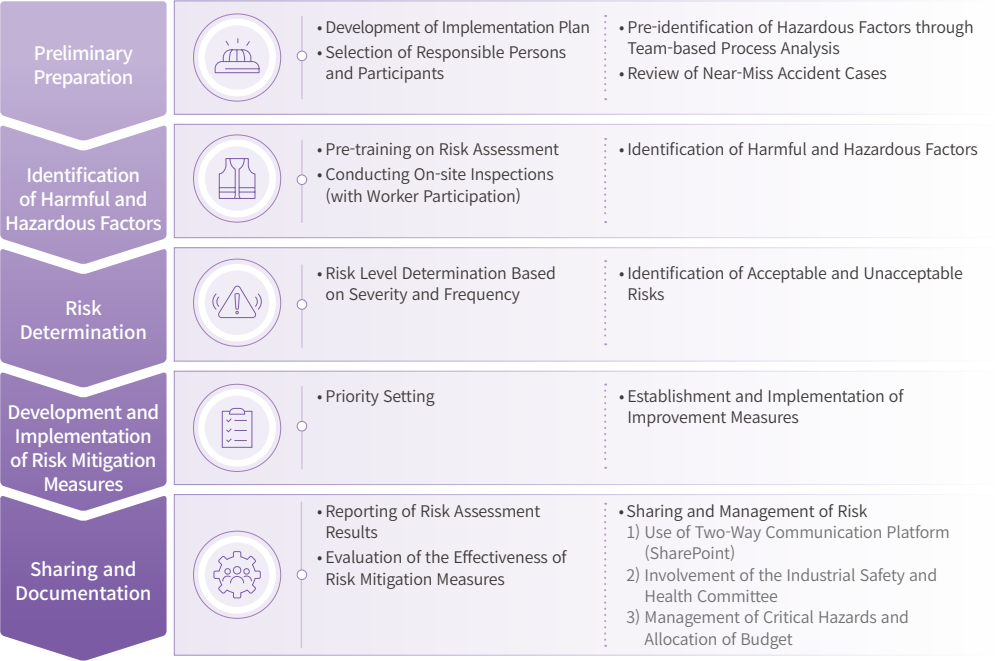 Preliminary
Preparation
• Development of Implementation Plan
• Selection of Responsible Persons
and Participants
• Pre-identification of Hazardous Factors through
Team-based Process Analysis
• Review of Near-Miss Accident Cases
Identification
of Harmful and
Hazardous Factors
• Pre-training on Risk Assessment
• Conducting On-site Inspections
(with Worker Participation)
• Identification of Harmful and Hazardous Factors
Risk
Determination
• Risk Level Determination Based
on Severity and Frequency
• Identification of Acceptable and Unacceptable
Risks
Development and
Implementation
of Risk Mitigation
Measures
• Priority Setting
• Establishment and Implementation of
Improvement Measures
Sharing and
Documentation
• Reporting of Risk Assessment
Results
• Evaluation of the Effectiveness of
Risk Mitigation Measures
• Sharing and Management of Risk
1) Use of Two-Way Communication Platform
(SharePoint)
2) Involvement of the Industrial Safety and
Health Committee
3) Management of Critical Hazards and
Allocation of Budget